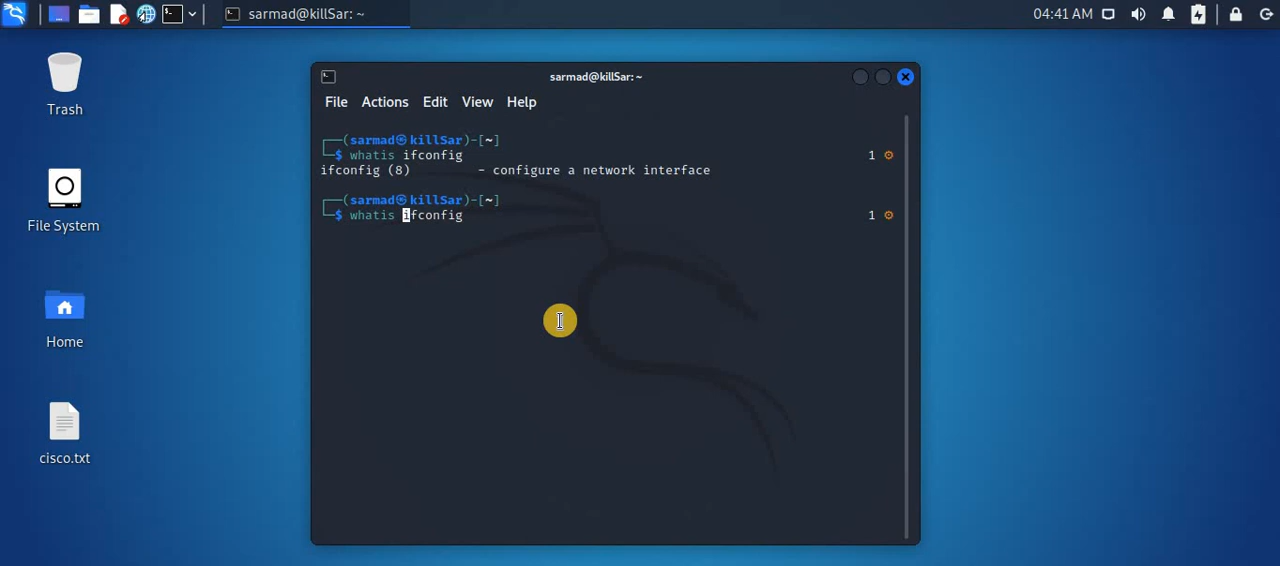 sarmad@killSar: ~
04:41 AM
Trash
File System
Home
cisco.txt
sarmad@killSar: ~
File Actions Edit View Help
┌──(sarmad㉿killSar)-[~]
└─$ whatis ifconfig 1 ⚙
ifconfig (8) - configure a network interface
┌──(sarmad㉿killSar)-[~]
└─$ whatis ifconfig 1 ⚙